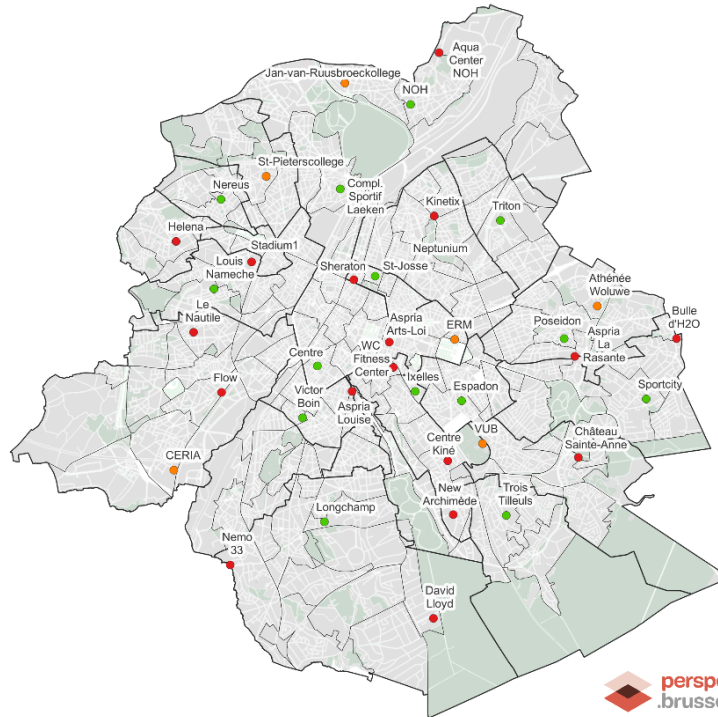 Aqua
Center
NOH
Jan-van-Ruusbroeckollege
NOH
St-Pieterscollege
Nereus
Compl.
Sportif
Laeken
Kinetix
Triton
Helena
Stadium1
Neptunium
Louis
Nameche
Sheraton
St-Josse
Athénée
Woluwe
Le
Nautile
Aspria
Arts-Loi
ERM
Poseidon
Bulle
d'H2O
Aspria
La
Rasante
Centre
WC
Fitness
Center
Ixelles
Espadon
Flow
Victor
Boin
Aspria
Louise
Sportcity
VUB
Château
Sainte-Anne
CERIA
Centre
Kiné
New
Archimède
Trois
Tilleuls
Longchamp
Nemo
33
David
Lloyd
perspe
.brusse